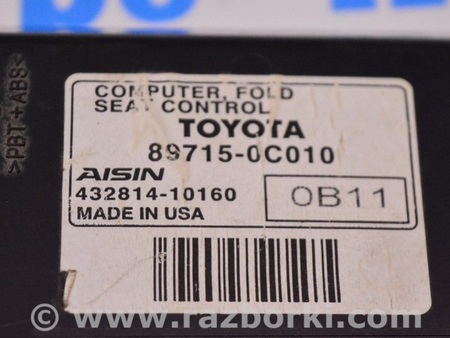 >PBT+ABS<
COMPUTER, FOLD
SEAT CONTROL
TOYOTA
89715-0C010
AISIN
432814-10160
0B11
MADE IN USA
© www.razborki.com